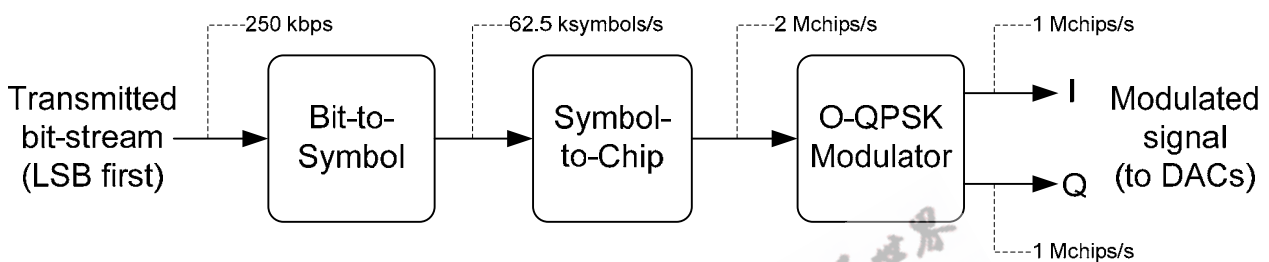 250 kbps
62.5 ksymbols/s
2 Mchips/s
1 Mchips/s
Transmitted
bit-stream
(LSB first)
Bit-to-
Symbol
Symbol-
to-Chip
O-QPSK
Modulator
I
Q
Modulated
signal
(to DACs)
1 Mchips/s